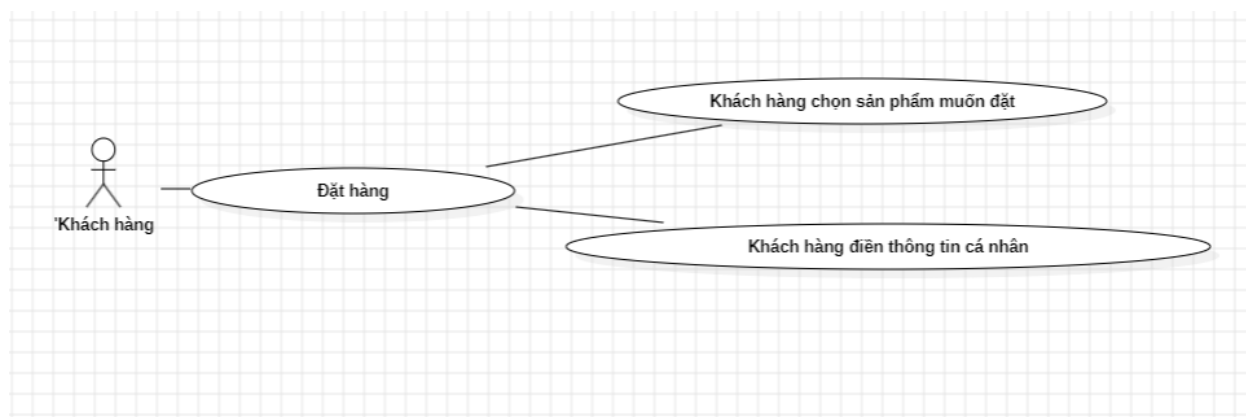 Khách hàng chọn sản phẩm muốn đặt
Đặt hàng
'Khách hàng
Khách hàng điền thông tin cá nhân